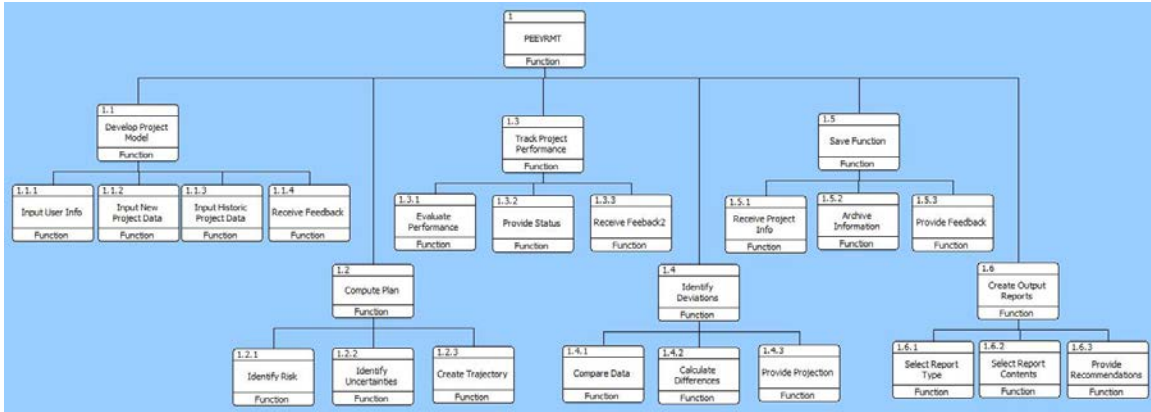 1
PEEVRMT
Function
1.1
Develop Project
Model
Function
1.3
Track Project
Performance
Function
1.5
Save Function
Function
1.1.1
Input User Info
Function
1.1.2
Input New
Project Data
Function
1.1.3
Input Historic
Project Data
Function
1.1.4
Receive Feedback
Function
1.3.1
Evaluate
Performance
Function
1.3.2
Provide Status
Function
1.3.3
Receive Feeback2
Function
1.5.1
Receive Project
Info
Function
1.5.2
Archive
Information
Function
1.5.3
Provide Feedback
Function
1.2
Compute Plan
Function
1.4
Identify
Deviations
Function
1.6
Create Output
Reports
Function
1.2.1
Identify Risk
Function
1.2.2
Identify
Uncertainties
Function
1.2.3
Create Trajectory
Function
1.4.1
Compare Data
Function
1.4.2
Calculate
Differences
Function
1.4.3
Provide Projection
Function
1.6.1
Select Report
Type
Function
1.6.2
Select Report
Contents
Function
1.6.3
Provide
Recommendations
Function